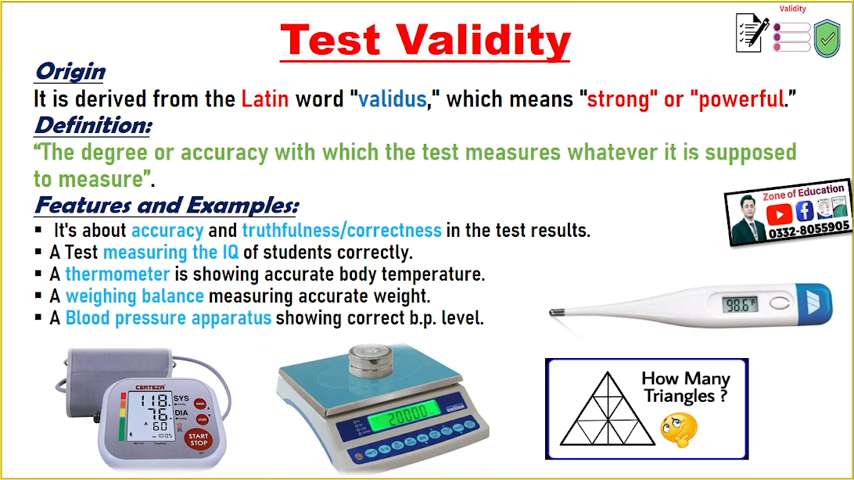 Validity
Test Validity
Origin
It is derived from the Latin word "validus," which means "strong" or "powerful.”
Definition:
“The degree or accuracy with which the test measures whatever it is supposed
to measure”.
Features and Examples:
▪ It's about accuracy and truthfulness/correctness in the test results.
▪ A Test measuring the IQ of students correctly.
▪ A thermometer is showing accurate body temperature.
▪ A weighing balance measuring accurate weight.
▪ A Blood pressure apparatus showing correct b.p. level.
Zone of Education
0332-8055905
98.6°F
CERTEZA
118 SYS
76 DIA
60
START
STOP
2.0000
How Many
Triangles ?